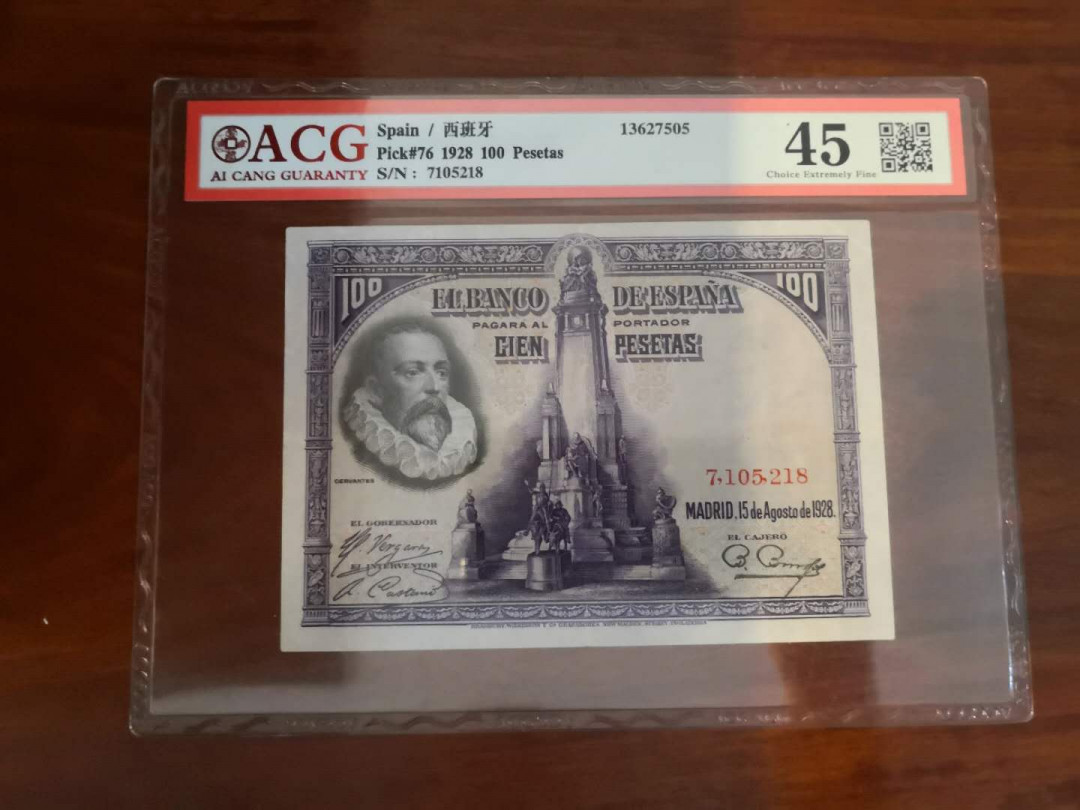 ACG
AI CANG GUARANTY
Spain / 西班牙
Pick#76 1928 100 Pesetas
S/N : 7105218
13627505
45
Choice Extremely Fine
100
100
EL BANCO DE ESPAÑA
PAGARA AL PORTADOR
CIEN PESETAS
CERVANTES
7,105,218
MADRID, 15 de Agosto de 1928.
EL GOBERNADOR
EL INTERVENTOR
EL CAJERO